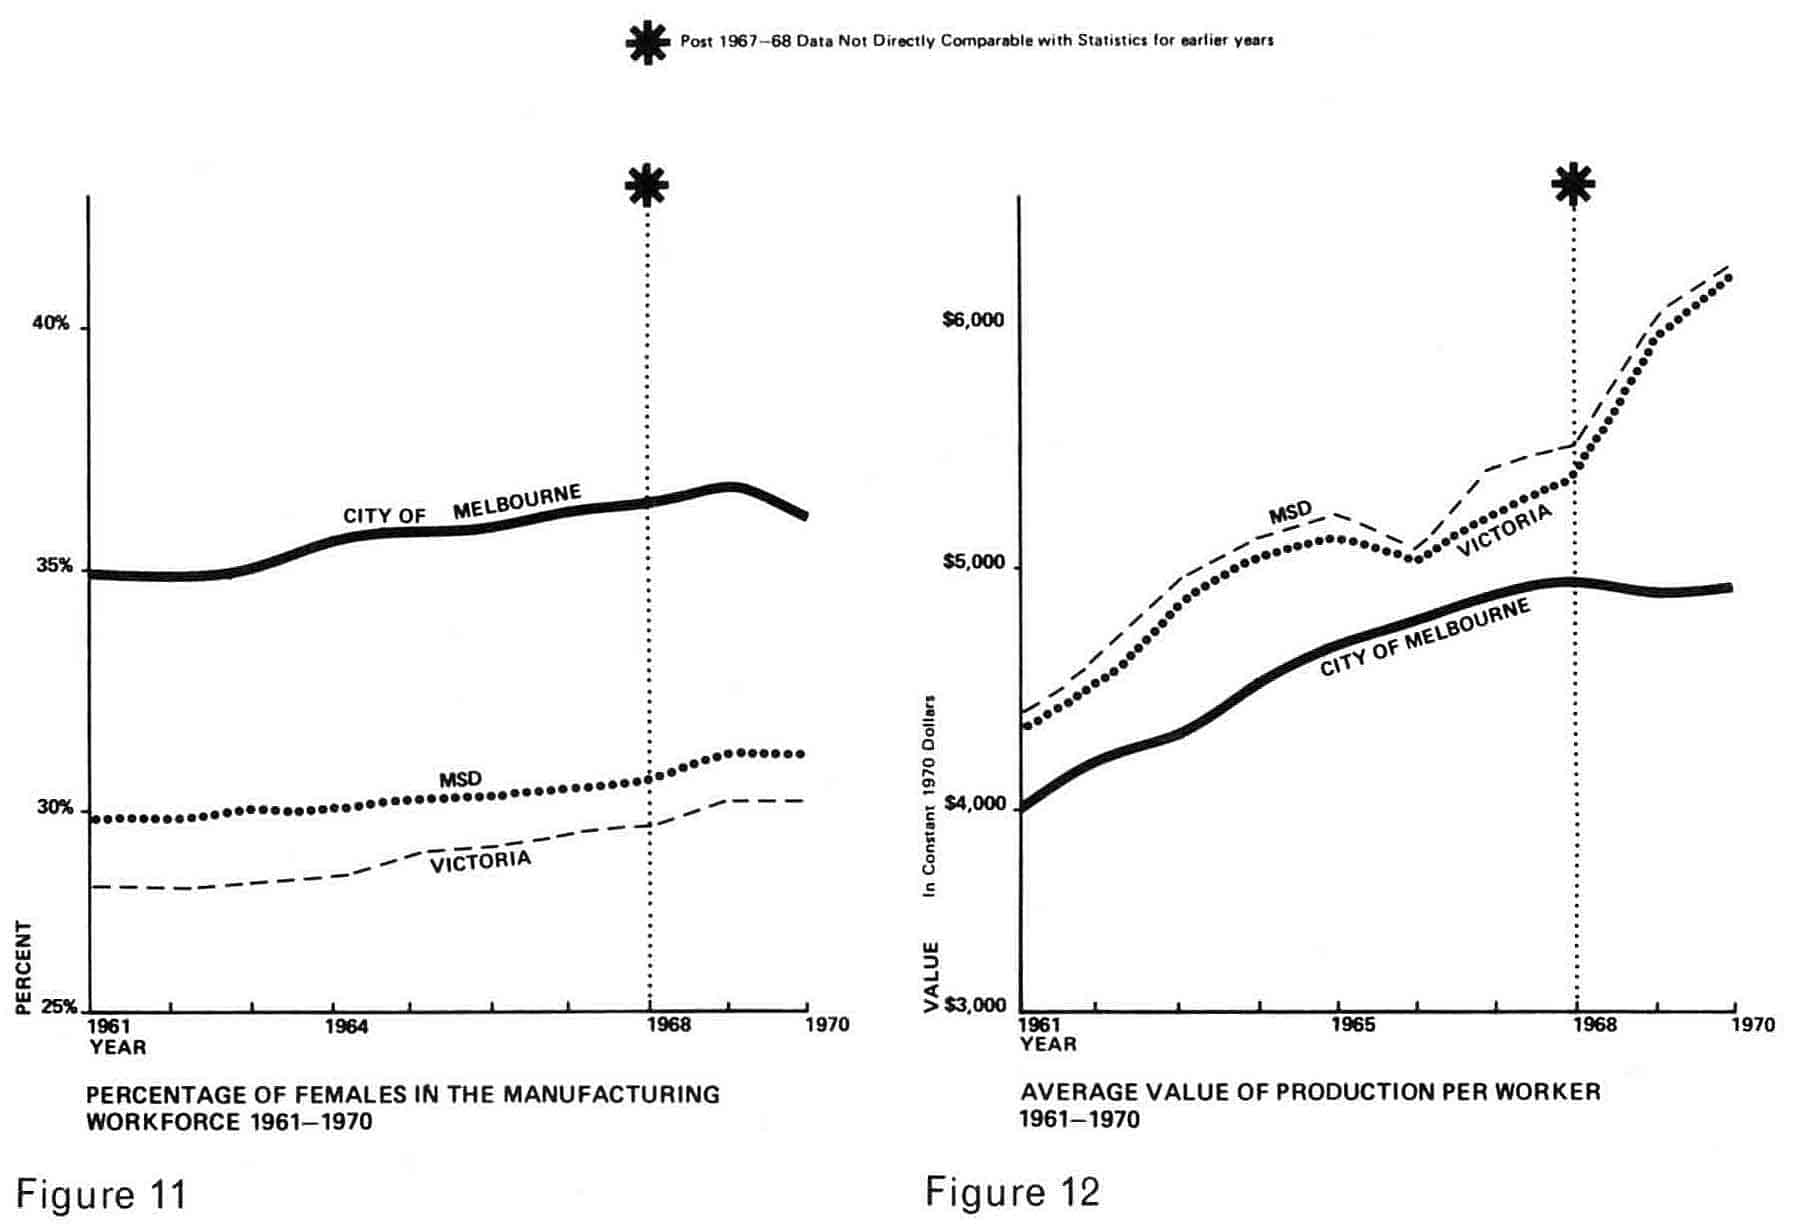 Post 1967–68 Data Not Directly Comparable with Statistics for earlier years
40%
35%
30%
25%
PERCENT
CITY OF MELBOURNE
MSD
VICTORIA
1961 1964 1968 1970
YEAR
PERCENTAGE OF FEMALES IN THE MANUFACTURING
WORKFORCE 1961–1970
Figure 11
$6,000
$5,000
$4,000
$3,000
VALUE In Constant 1970 Dollars
MSD
VICTORIA
CITY OF MELBOURNE
1961 1965 1968 1970
YEAR
AVERAGE VALUE OF PRODUCTION PER WORKER
1961–1970
Figure 12